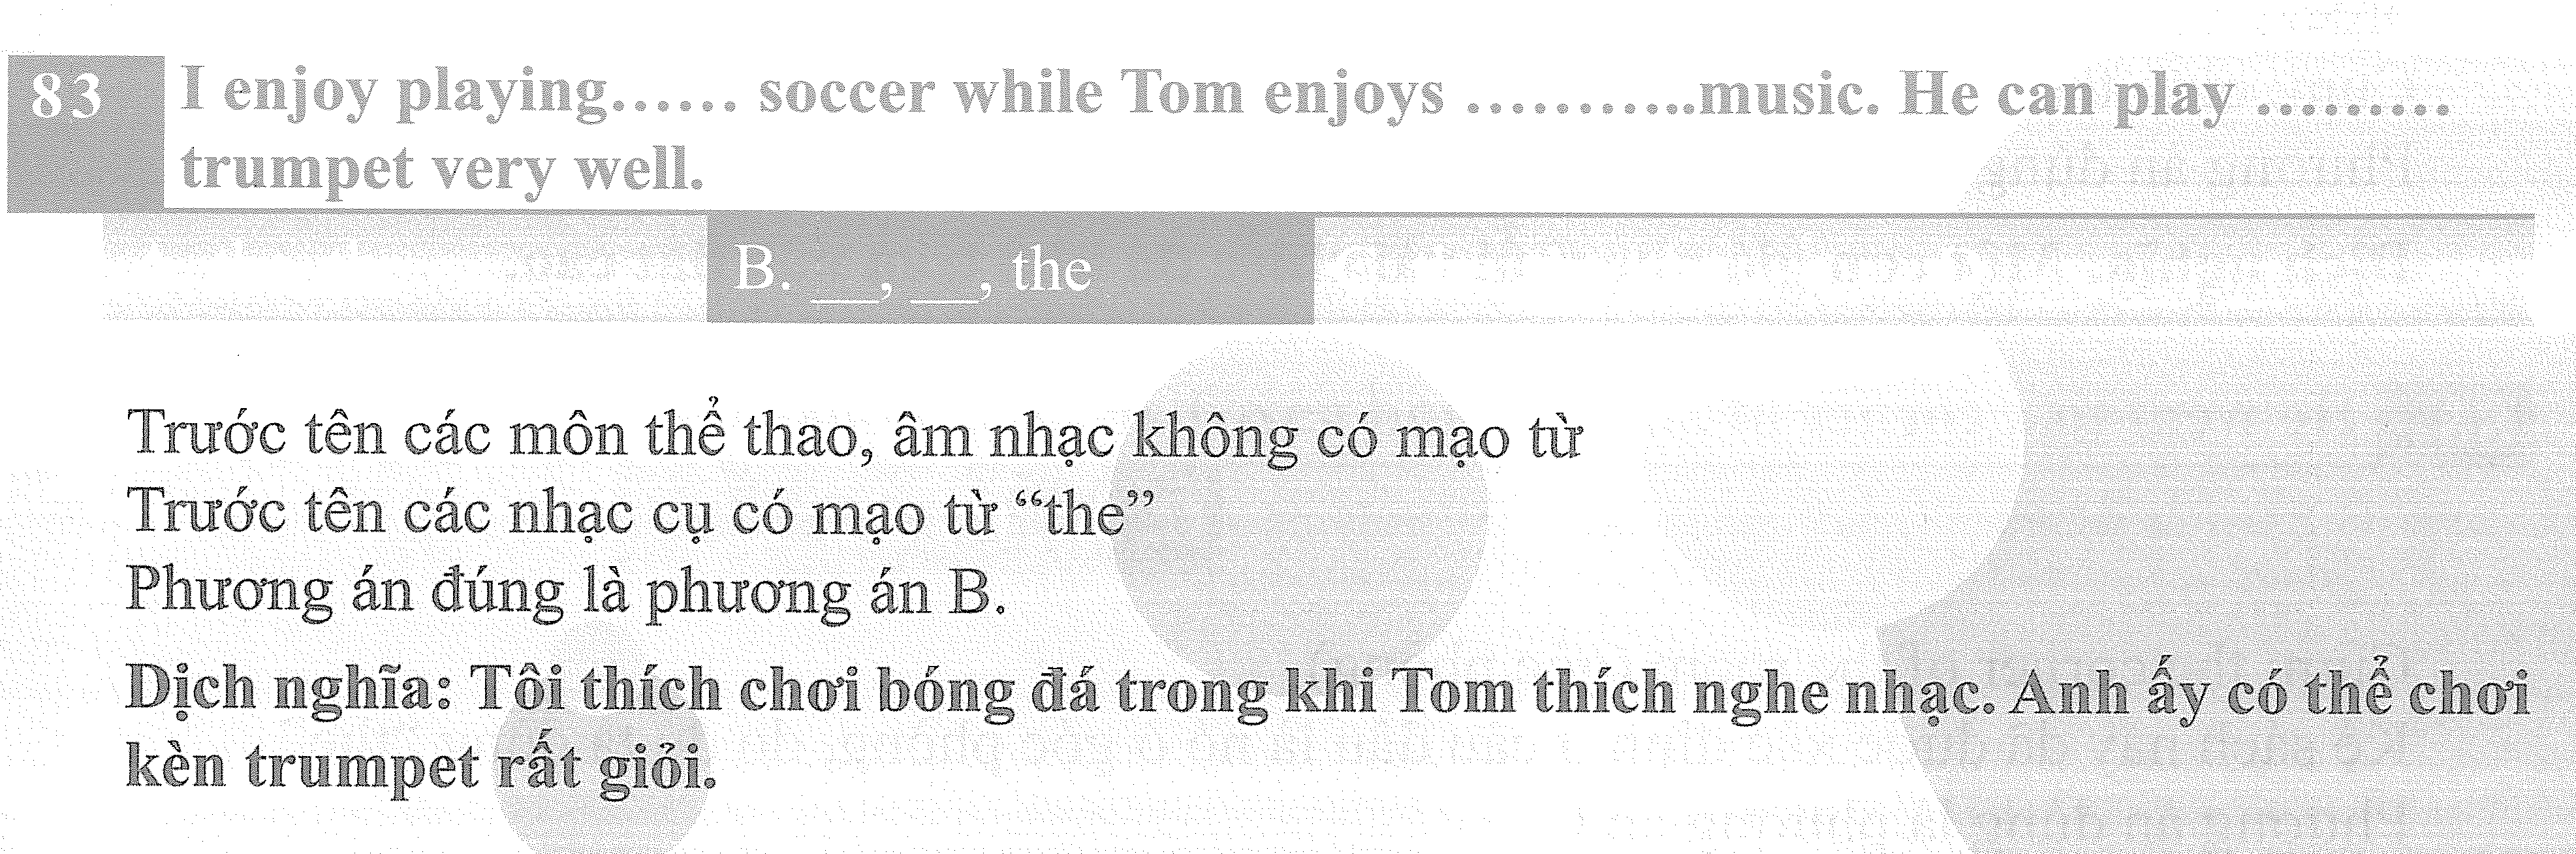 83
I enjoy playing...... soccer while Tom enjoys ...........music. He can play .........
trumpet very well.
B. __, __, the
Trước tên các môn thể thao, âm nhạc không có mạo từ
Trước tên các nhạc cụ có mạo từ “the”
Phương án đúng là phương án B.
Dịch nghĩa: Tôi thích chơi bóng đá trong khi Tom thích nghe nhạc. Anh ấy có thể chơi
kèn trumpet rất giỏi.